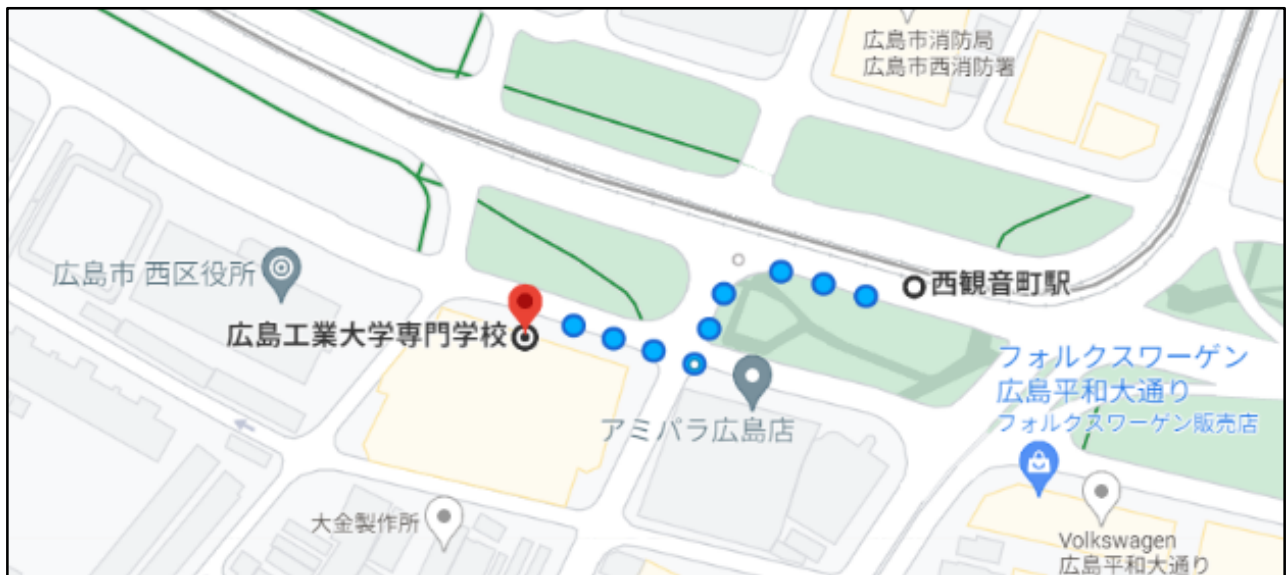 広島市消防局
広島市西消防署
西観音町駅
広島市 西区役所
広島工業大学専門学校
フォルクスワーゲン
広島平和大通り
フォルクスワーゲン販売店
アミパラ広島店
大金製作所
Volkswagen
広島平和大通り